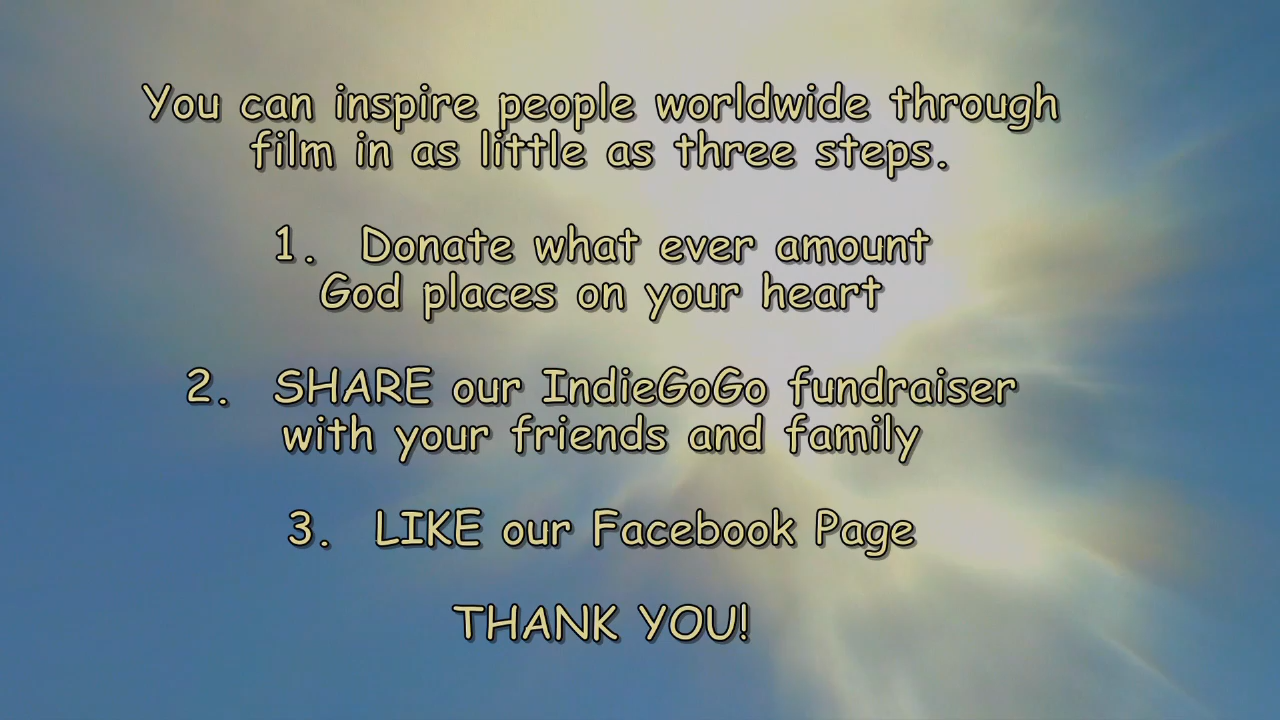 You can inspire people worldwide through
film in as little as three steps.
1. Donate what ever amount
God places on your heart
2. SHARE our IndieGoGo fundraiser
with your friends and family
3. LIKE our Facebook Page
THANK YOU!